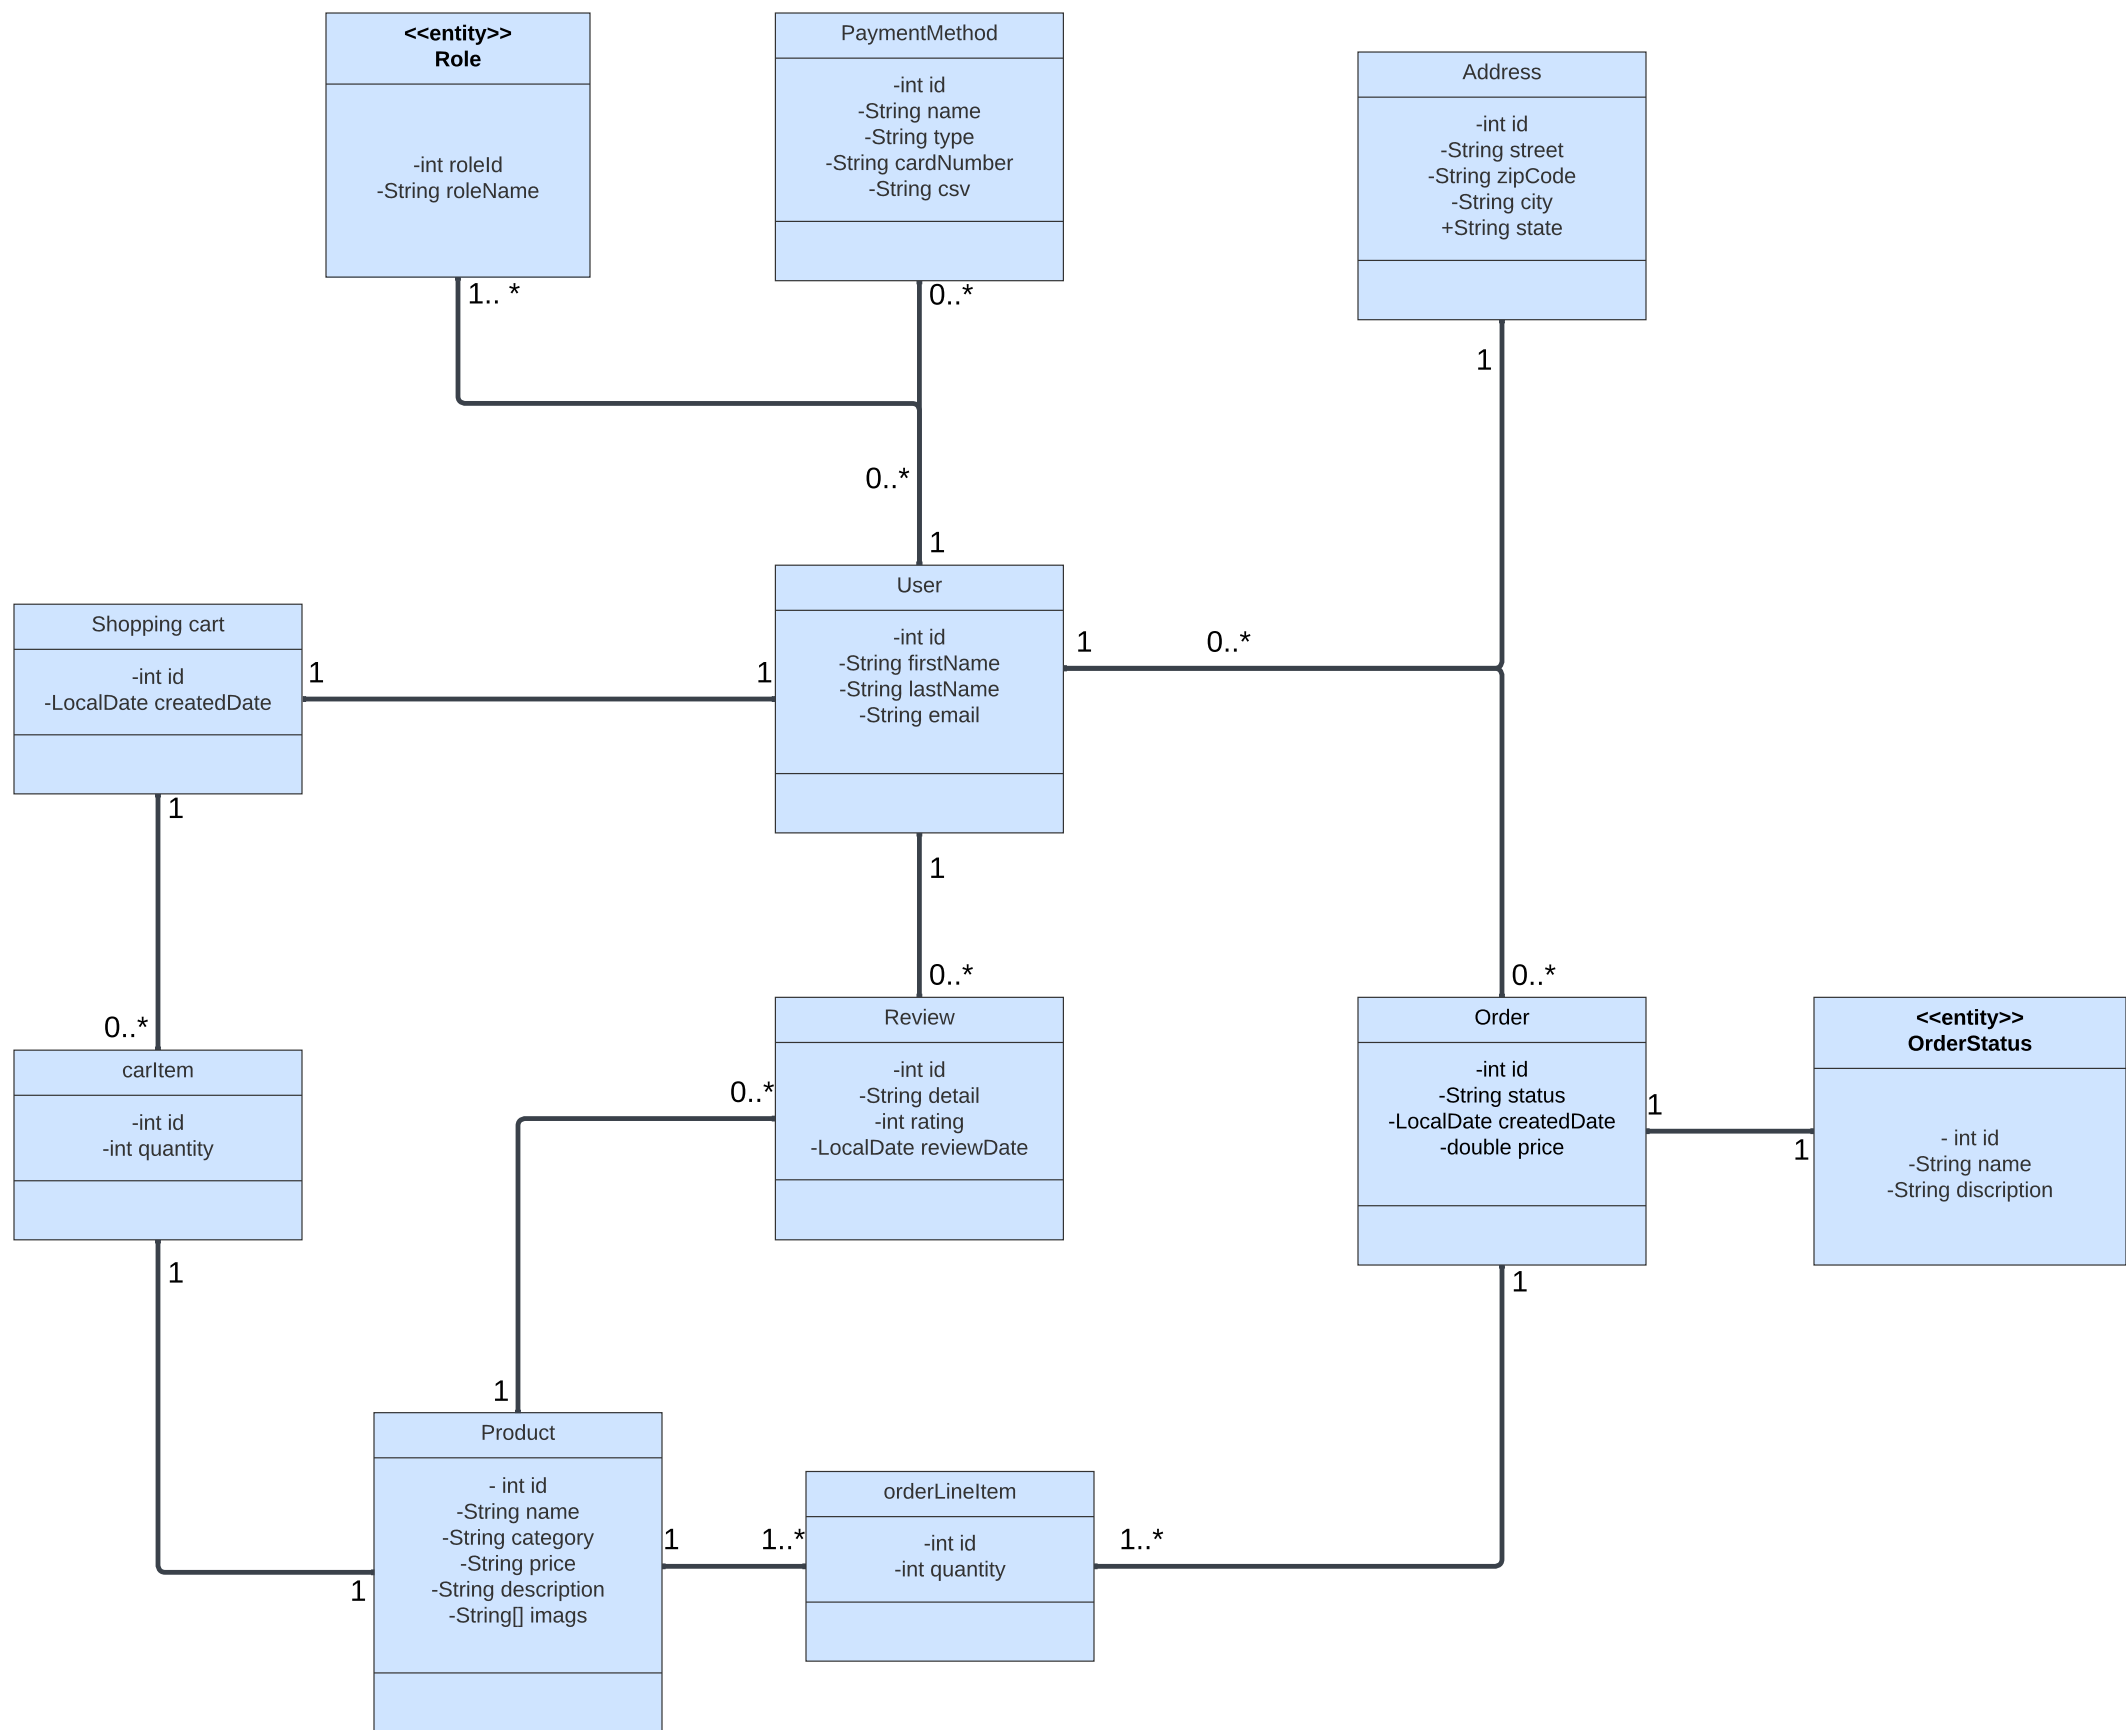 <<entity>>
Role
-int roleId
-String roleName
PaymentMethod
-int id
-String name
-String type
-String cardNumber
-String csv
Address
-int id
-String street
-String zipCode
-String city
+String state
1.. *
0..*
1
0..*
1
User
-int id
-String firstName
-String lastName
-String email
Shopping cart
-int id
-LocalDate createdDate
1
1
1
0..*
1
1
0..*
0..*
0..*
carItem
-int id
-int quantity
Review
-int id
-String detail
-int rating
-LocalDate reviewDate
0..*
Order
-int id
-String status
-LocalDate createdDate
-double price
1
1
<<entity>>
OrderStatus
- int id
-String name
-String discription
1
1
1
1
Product
- int id
-String name
-String category
-String price
-String description
-String[] imags
1
1..*
orderLineItem
-int id
-int quantity
1..*